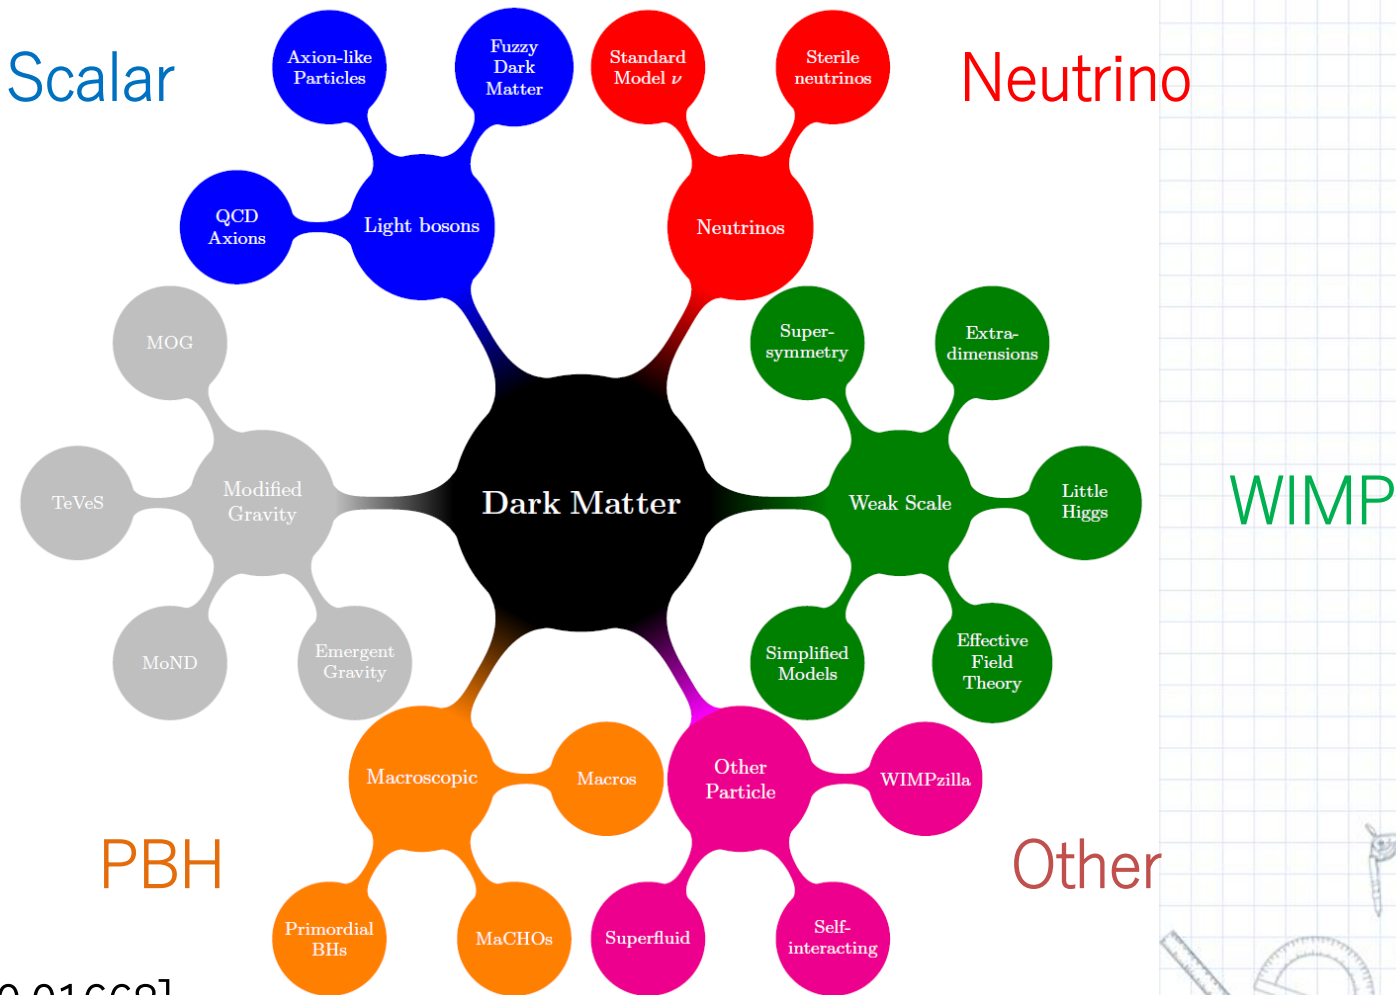 Scalar
Axion-like
Particles
Fuzzy
Dark
Matter
Standard
Model ν
Sterile
neutrinos
Neutrino
QCD
Axions
Light bosons
Neutrinos
MOG
Super-
symmetry
Extra-
dimensions
TeVeS
Modified
Gravity
Dark Matter
Weak Scale
Little
Higgs
WIMP
MoND
Emergent
Gravity
Simplified
Models
Effective
Field
Theory
Macroscopic
Macros
Other
Particle
WIMPzilla
PBH
Other
Primordial
BHs
MaCHOs
Superfluid
Self-
interacting